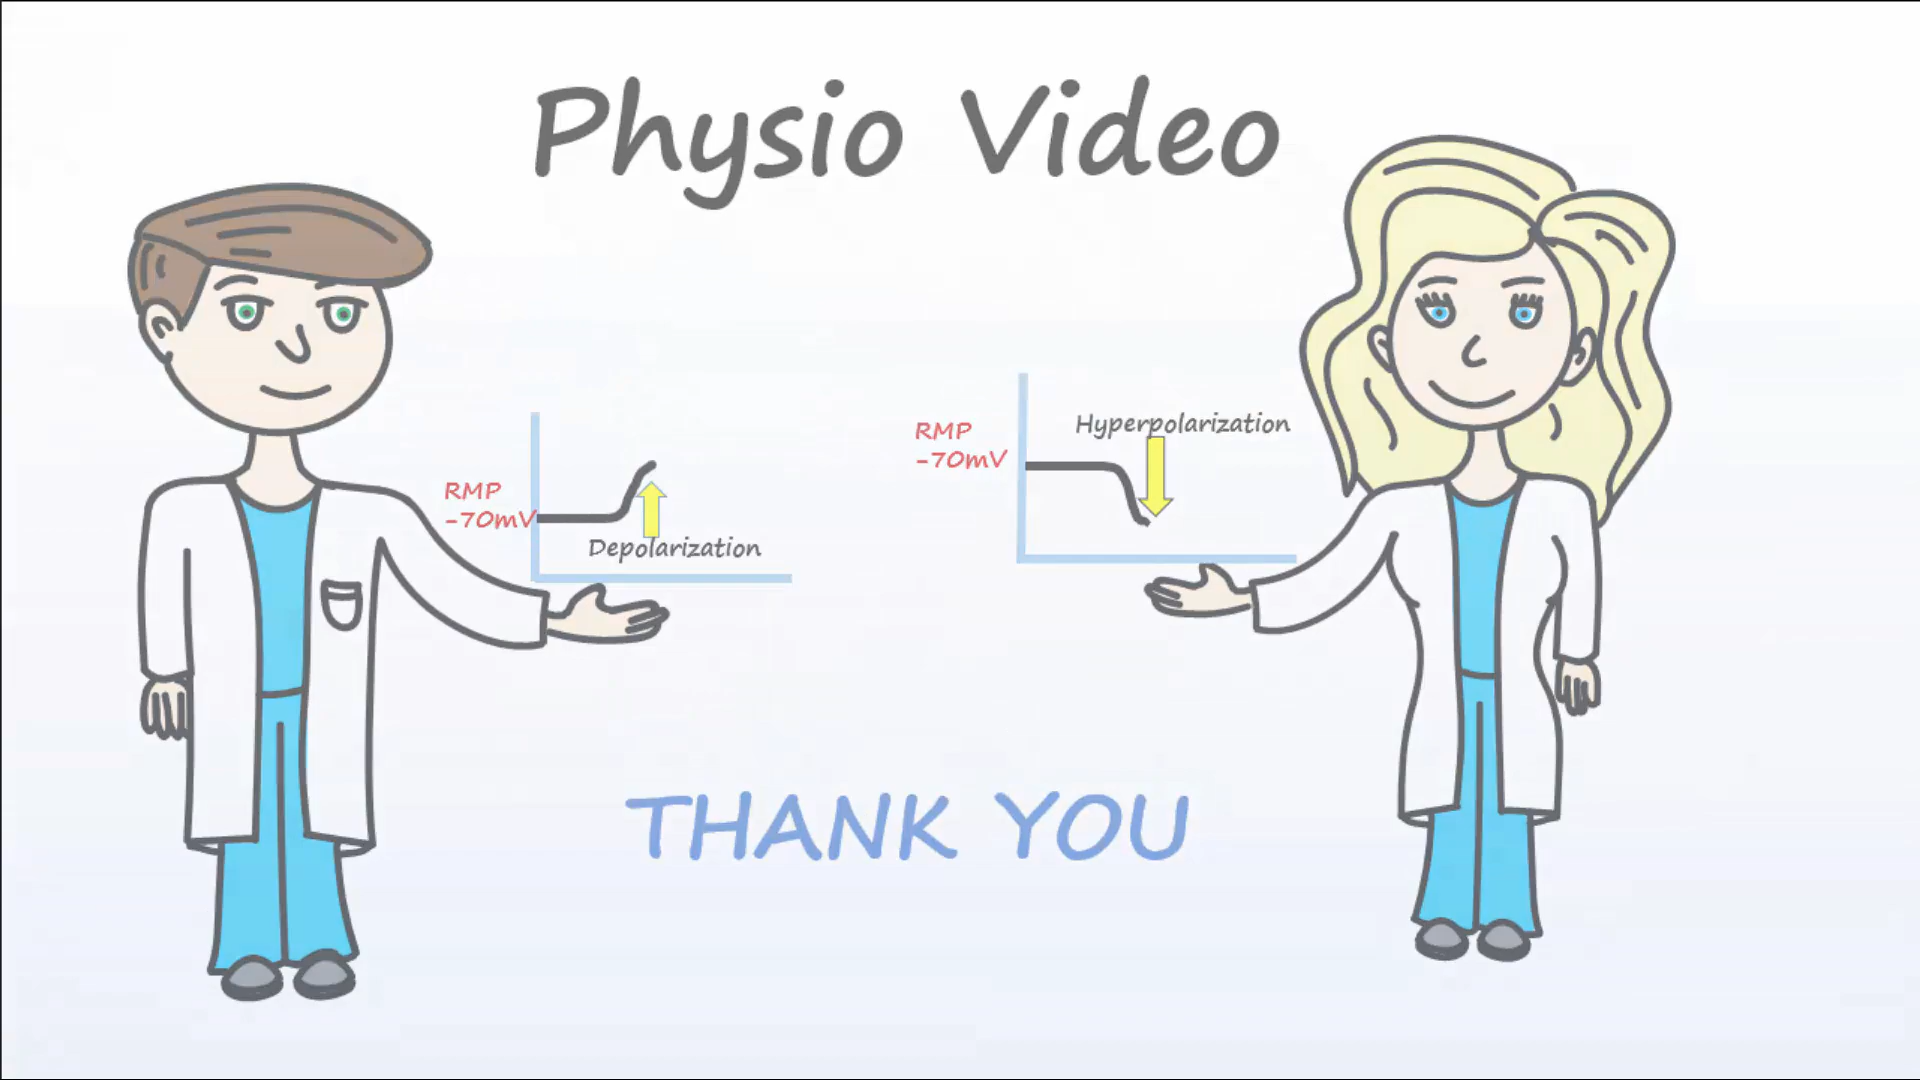 Physio Video
RMP
-70mV
Depolarization
RMP
-70mV
Hyperpolarization
THANK YOU